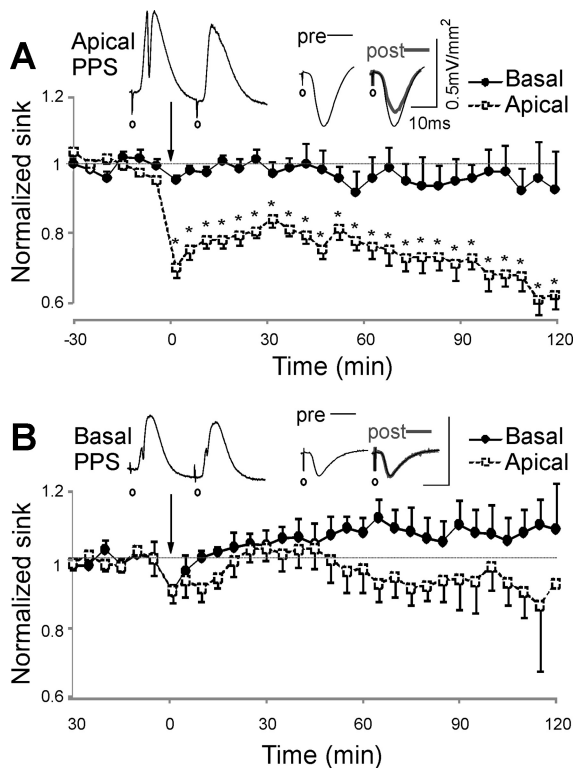 A
Apical
PPS
pre
post
0.5mV/mm²
10ms
Basal
Apical
o o o o
Normalized sink
1.2
1
0.8
0.6
* * * * * * * * * * * * * * * * * * * * * * *
-30 0 30 60 90 120
Time (min)
B
Basal
PPS
pre
post
Basal
Apical
o o o o
Normalized sink
1.2
1
0.8
0.6
30 0 30 60 90 120
Time (min)